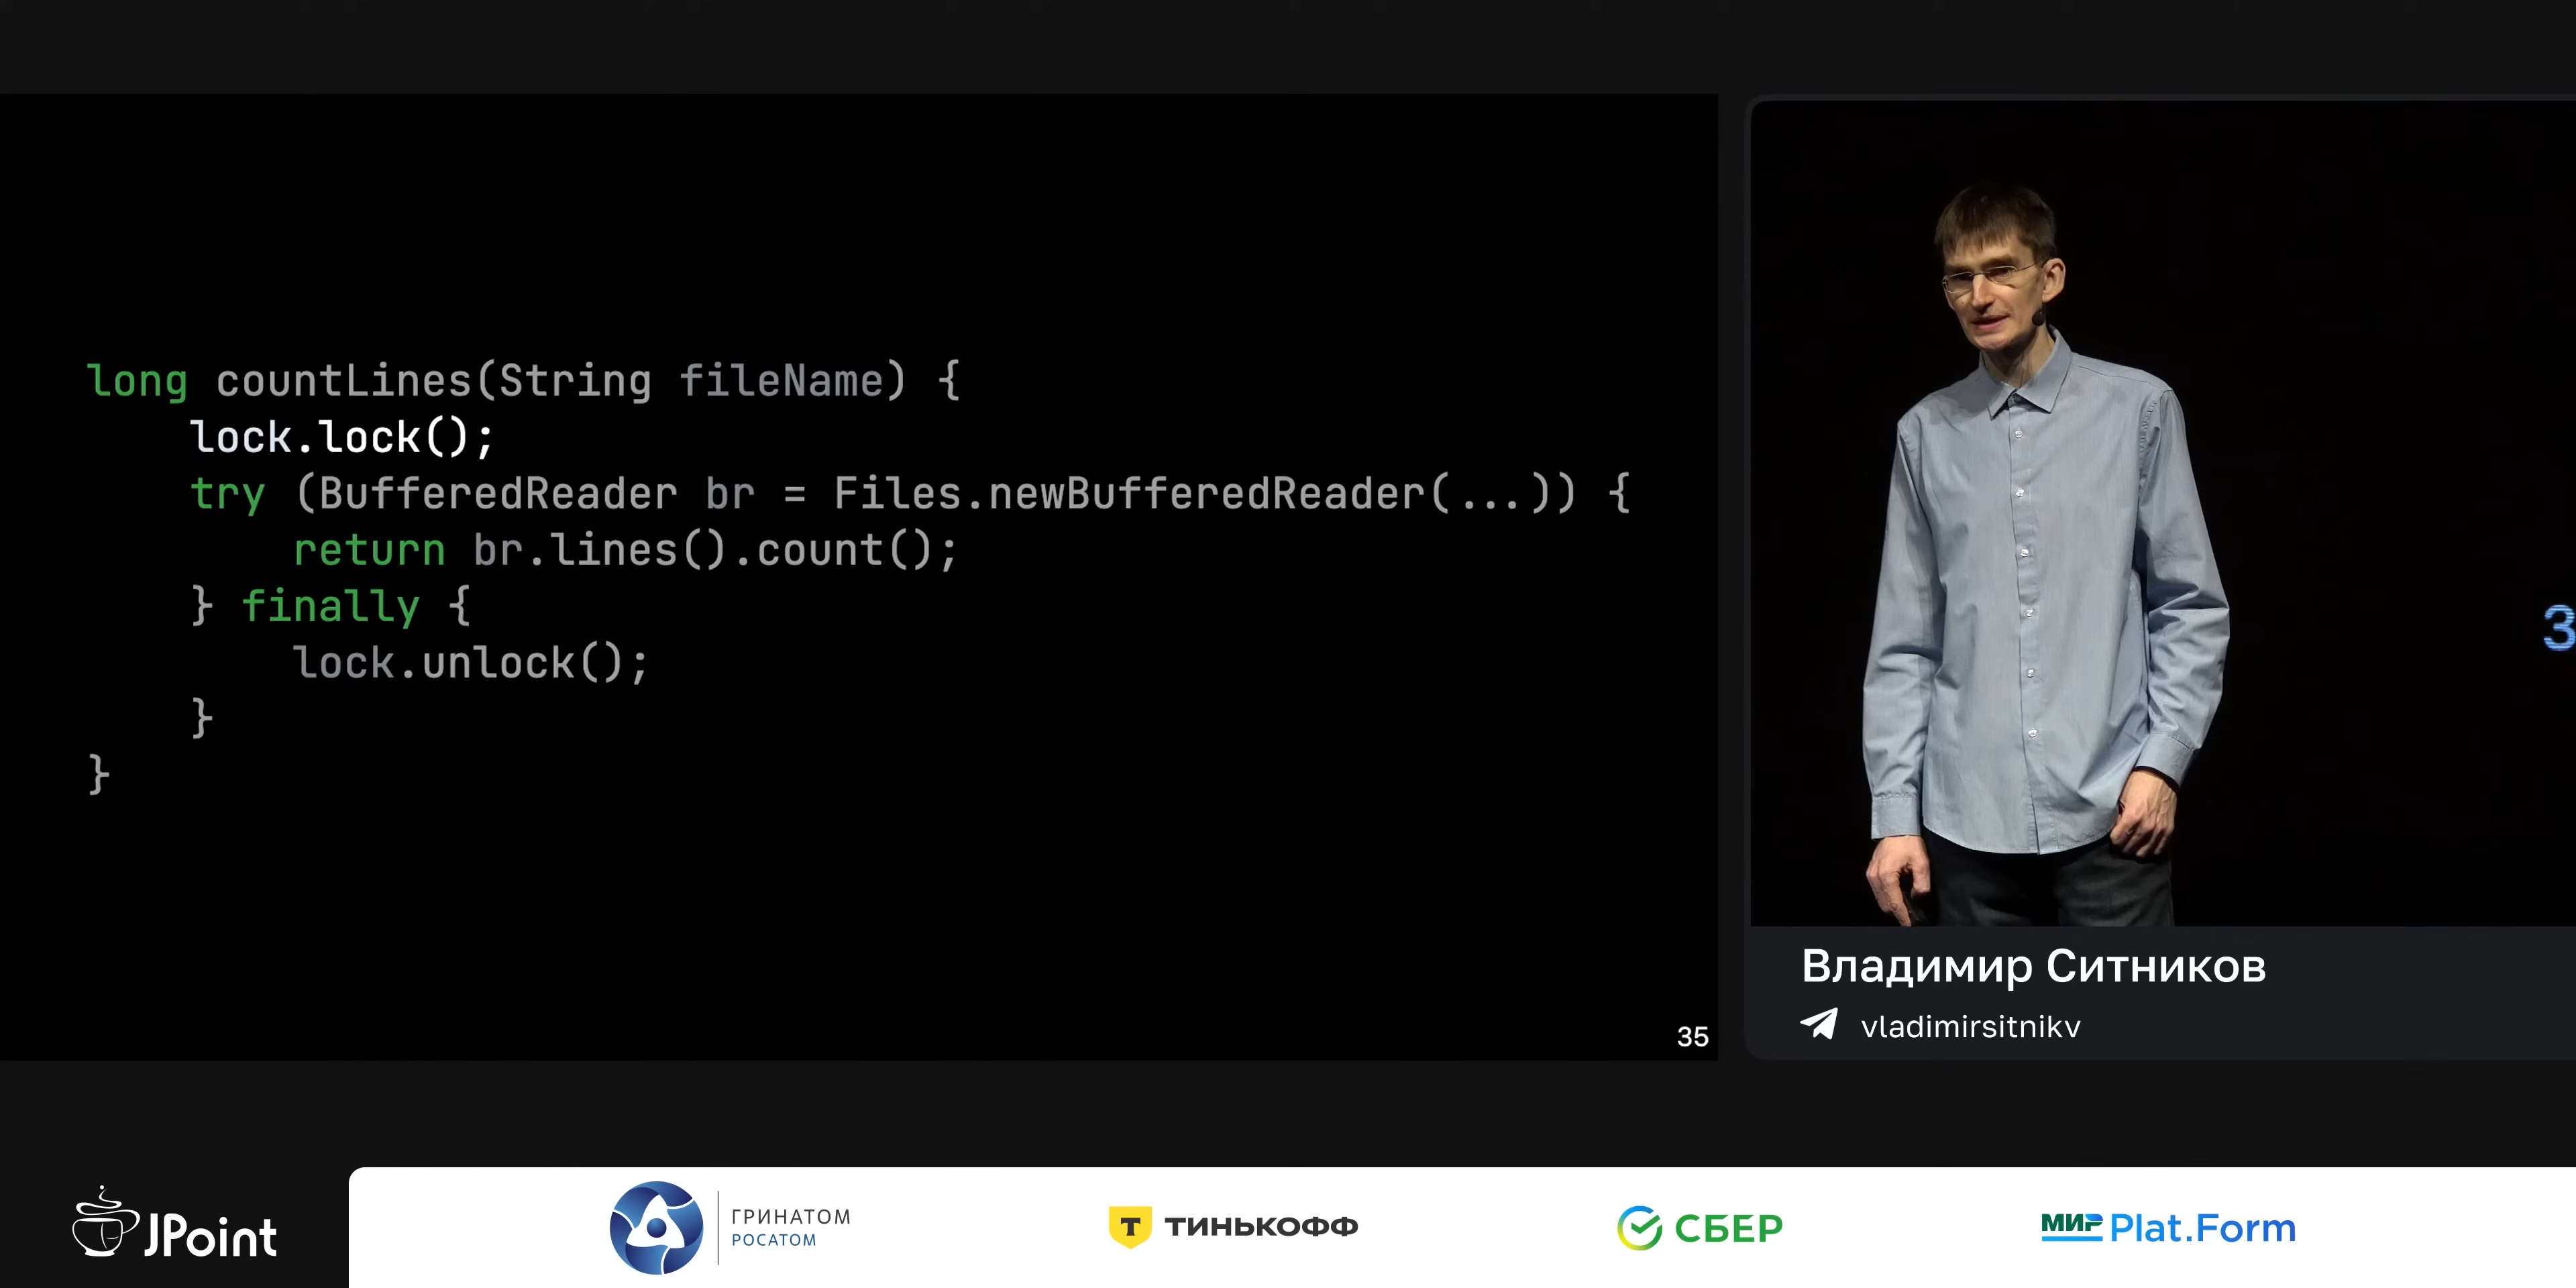 long countLines(String fileName) {
    lock.lock();
    try (BufferedReader br = Files.newBufferedReader(...)) {
        return br.lines().count();
    } finally {
        lock.unlock();
    }
}
35
3
Владимир Ситников
vladimirsitnikv
JPoint
ГРИНАТОМ
РОСАТОМ
Т ТИНЬКОФФ
СБЕР
МИР Plat.Form